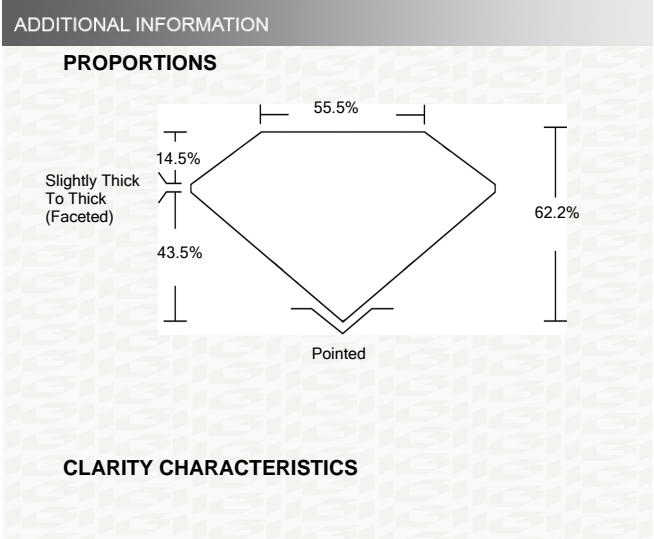 ADDITIONAL INFORMATION
PROPORTIONS
55.5%
14.5%
Slightly Thick
To Thick
(Faceted)
62.2%
43.5%
Pointed
CLARITY CHARACTERISTICS